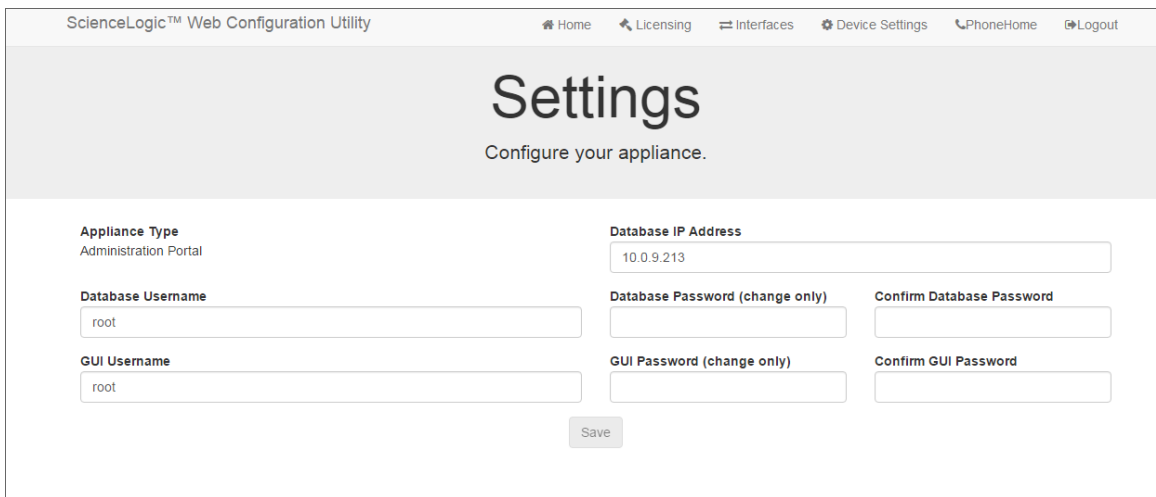 ScienceLogic™ Web Configuration Utility
Home Licensing Interfaces Device Settings PhoneHome Logout
Settings
Configure your appliance.
Appliance Type
Administration Portal
Database IP Address
10.0.9.213
Database Username
root
Database Password (change only)
Confirm Database Password
GUI Username
root
GUI Password (change only)
Confirm GUI Password
Save